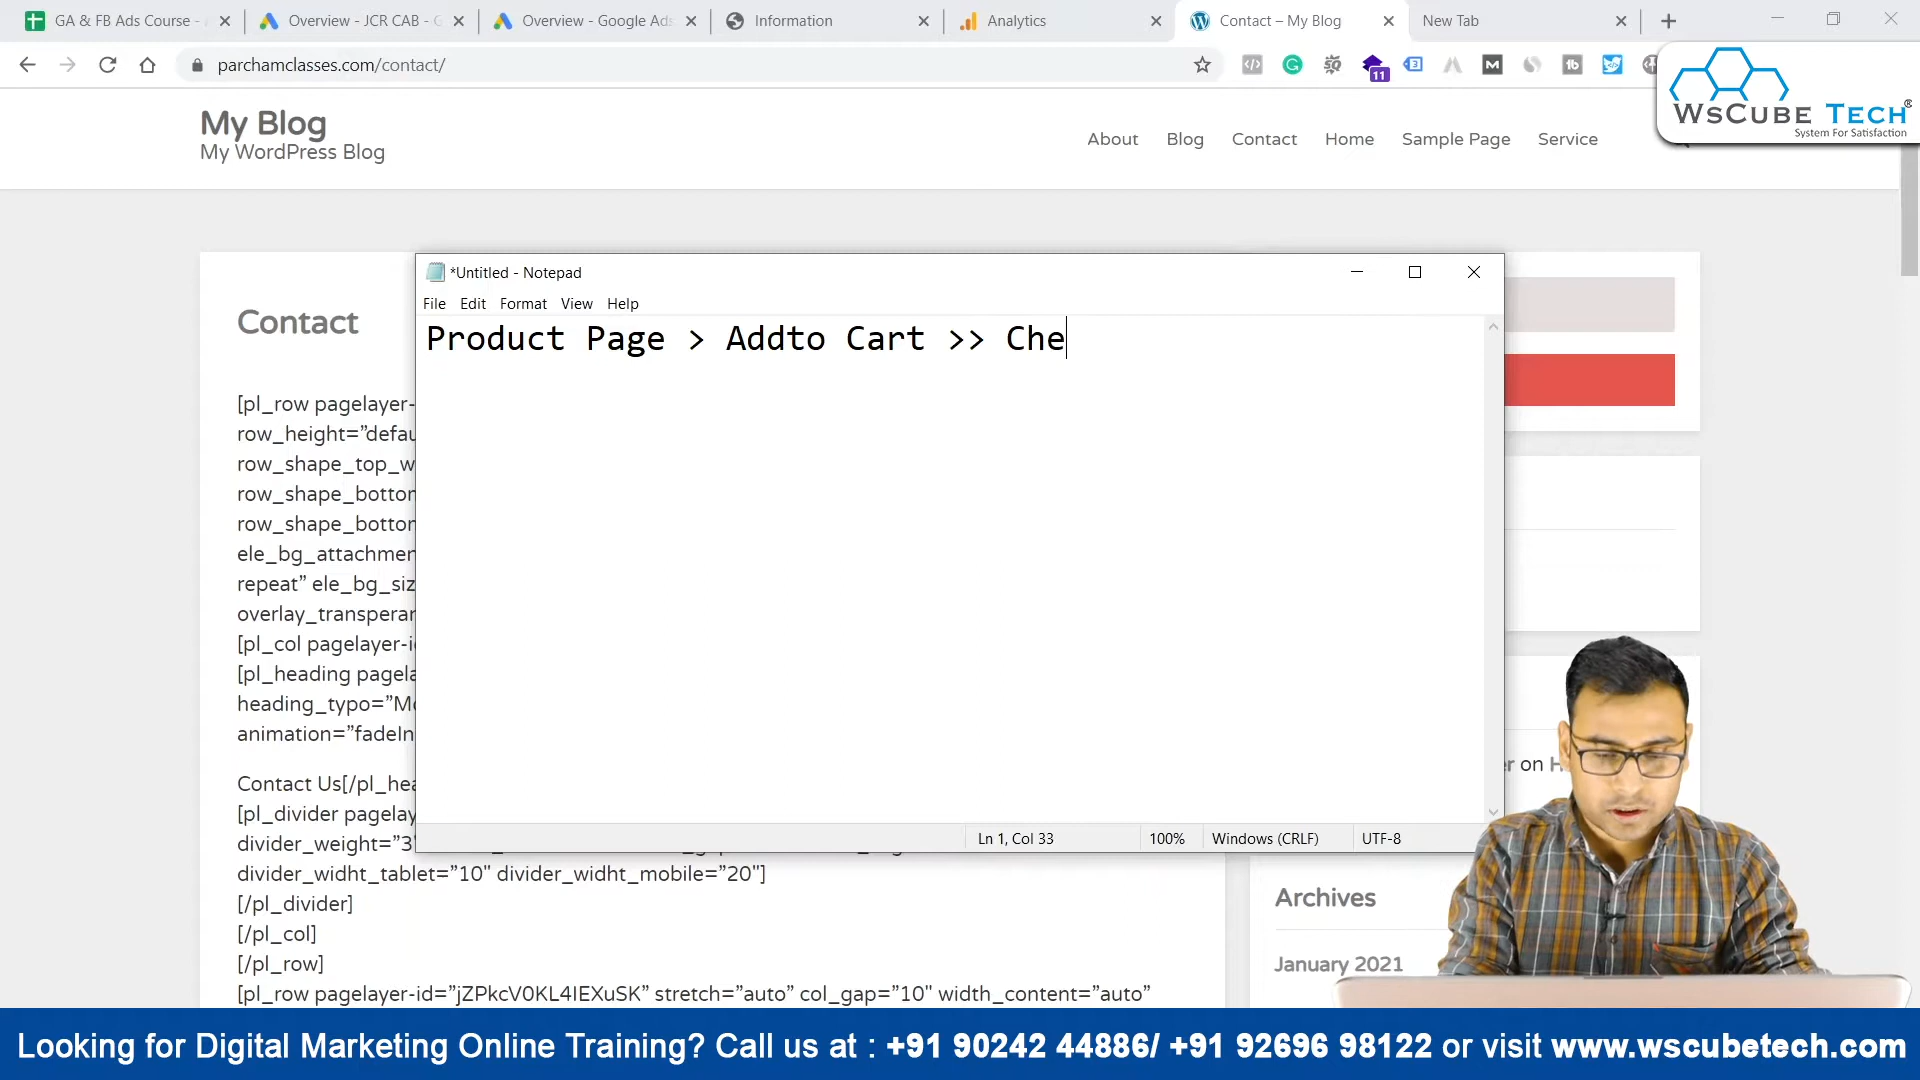 GA & FB Ads Course -
Overview - JCR CAB - G
Overview - Google Ads
Information
Analytics
Contact – My Blog
New Tab
parchamclasses.com/contact/
11
3
M
WsCube Tech®
System For Satisfaction
My Blog
My WordPress Blog
About
Blog
Contact
Home
Sample Page
Service
*Untitled - Notepad
File
Edit
Format
View
Help
Product Page > Addto Cart >> Che
Contact
[pl_row pagelayer-
row_height=”defau
row_shape_top_w
row_shape_bottom
row_shape_bottom
ele_bg_attachmen
repeat” ele_bg_siz
overlay_transperar
[pl_col pagelayer-i
[pl_heading pagela
heading_typo=”Mo
animation=”fadeIn
Contact Us[/pl_hea
[pl_divider pagelay
divider_weight=”3
divider_widht_tablet=”10″ divider_widht_mobile=”20″]
[/pl_divider]
[/pl_col]
[/pl_row]
[pl_row pagelayer-id=”jZPkcV0KL4IEXuSK” stretch=”auto” col_gap=”10″ width_content=”auto”
Ln 1, Col 33
100%
Windows (CRLF)
UTF-8
r on H
Archives
January 2021
Looking for Digital Marketing Online Training? Call us at : +91 90242 44886/ +91 92696 98122 or visit www.wscubetech.com